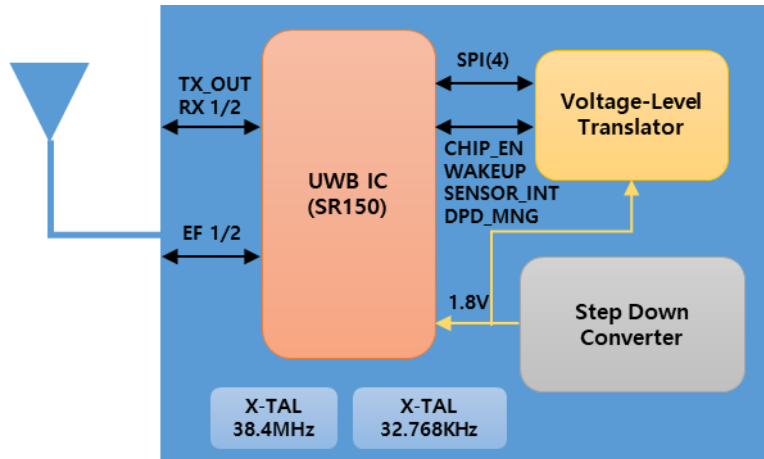 TX_OUT
RX 1/2
EF 1/2
UWB IC
(SR150)
SPI(4)
CHIP_EN
WAKEUP
SENSOR_INT
DPD_MNG
1.8V
Voltage-Level
Translator
Step Down
Converter
X-TAL
38.4MHz
X-TAL
32.768KHz